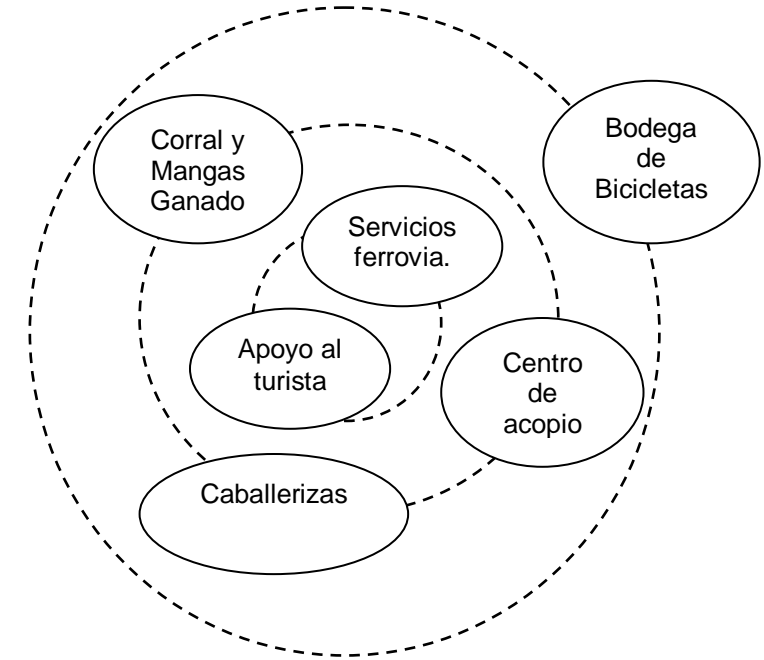 Corral y
Mangas
Ganado
Bodega
de
Bicicletas
Servicios
ferrovia.
Apoyo al
turista
Centro
de
acopio
Caballerizas